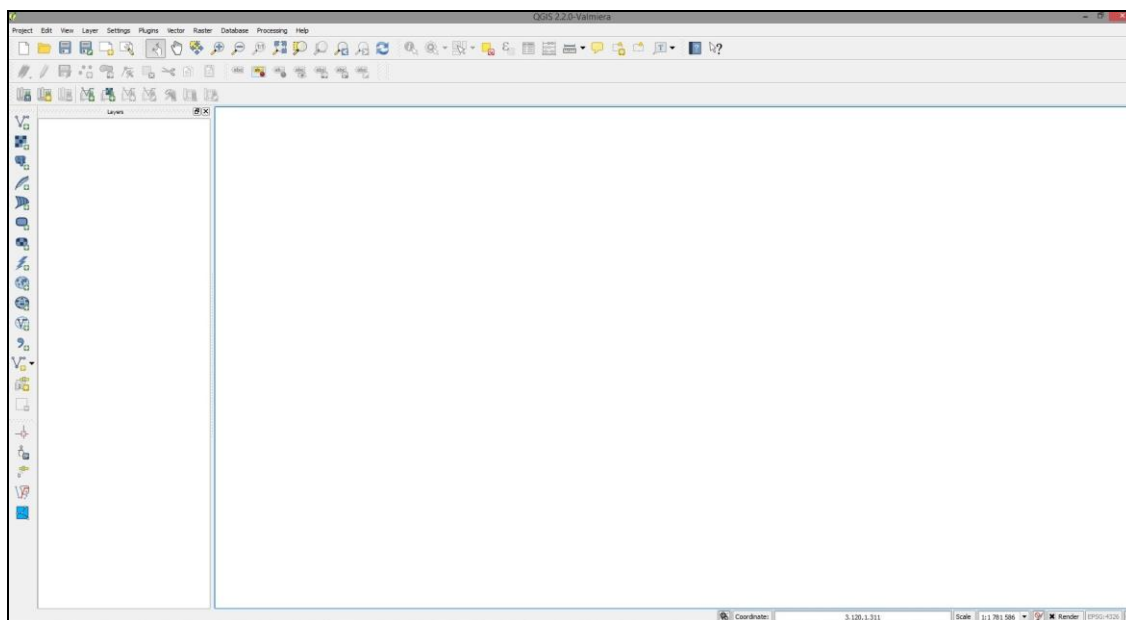 QGIS 2.2.0-Valmiera
Project Edit View Layer Settings Plugins Vector Raster Database Processing Help
Layers
Coordinate: 3.120,1.311 Scale 1:1 781 586 Render EPSG:4326